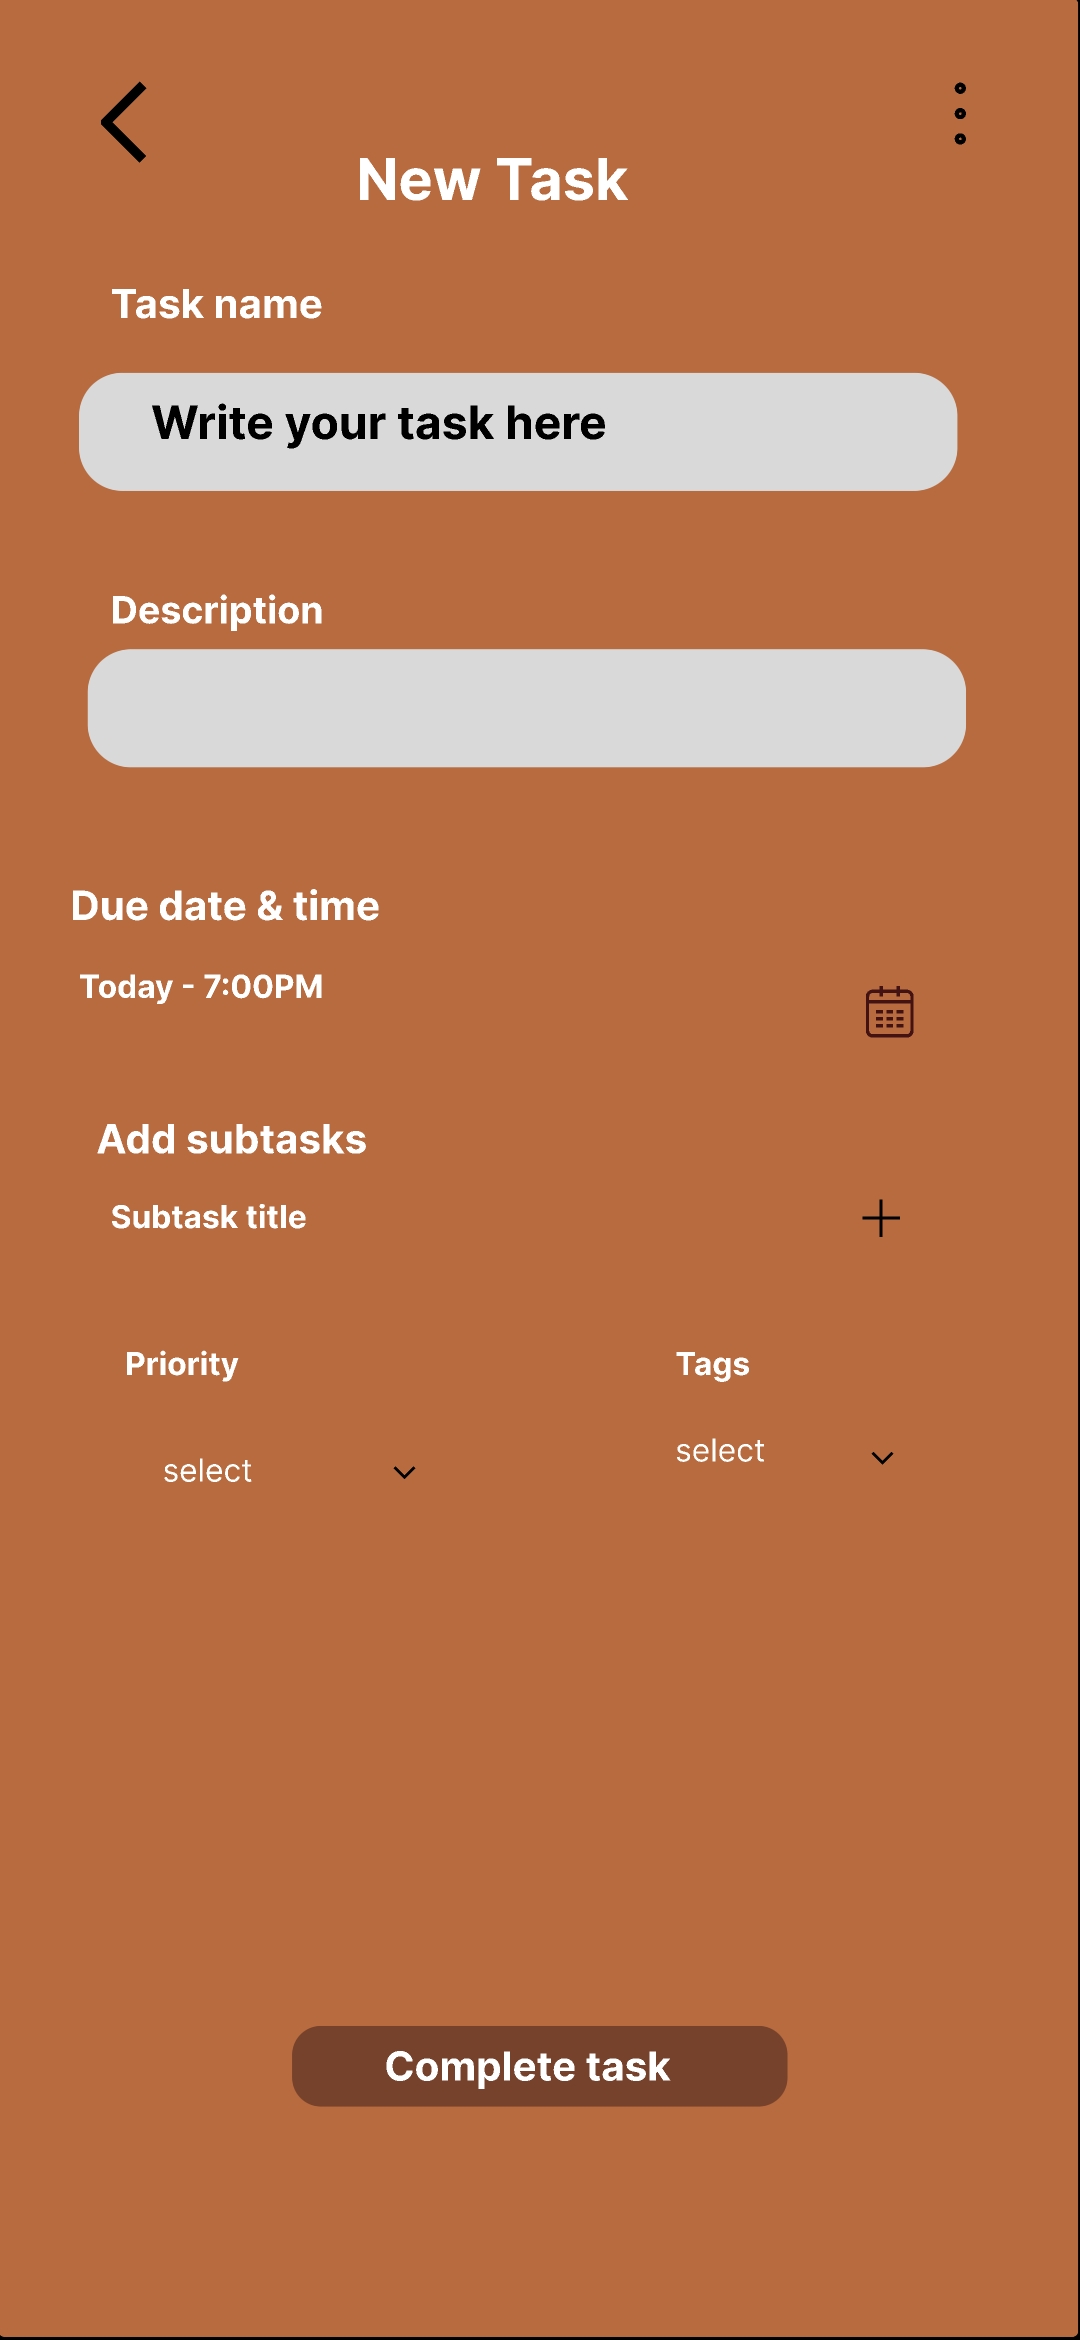 New Task
Task name
Write your task here
Description
Due date & time
Today - 7:00PM
Add subtasks
Subtask title
Priority
Tags
select
select
Complete task